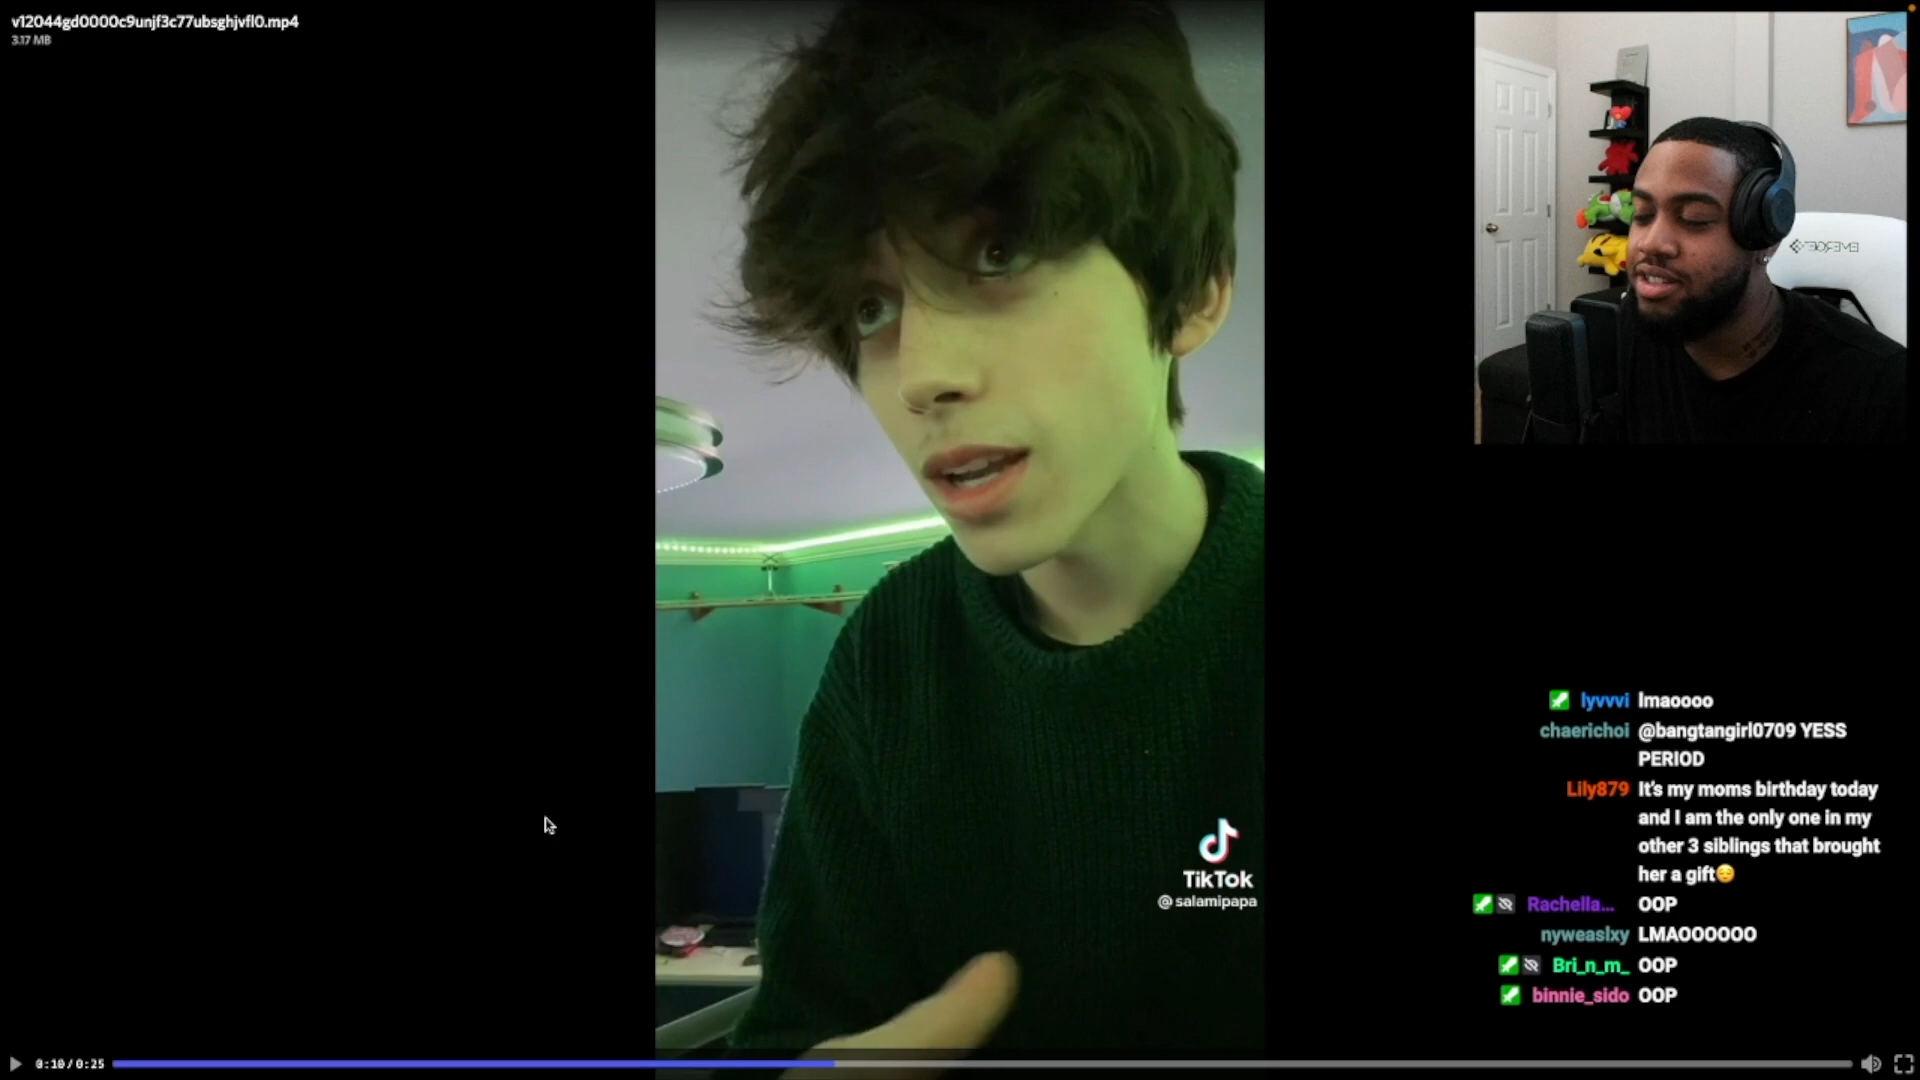 v12044gd0000c9unjf3c77ubsghjvfl0.mp4
3.17 MB
TikTok
@salamipapa
lyvvvi lmaoooo
chaerichoi @bangtangirl0709 YESS
PERIOD
Lily879 It's my moms birthday today
and I am the only one in my
other 3 siblings that brought
her a gift😔
Rachella... OOP
nyweaslxy LMAOOOOOO
Bri_n_m_ OOP
binnie_sido OOP
0:10/0:25